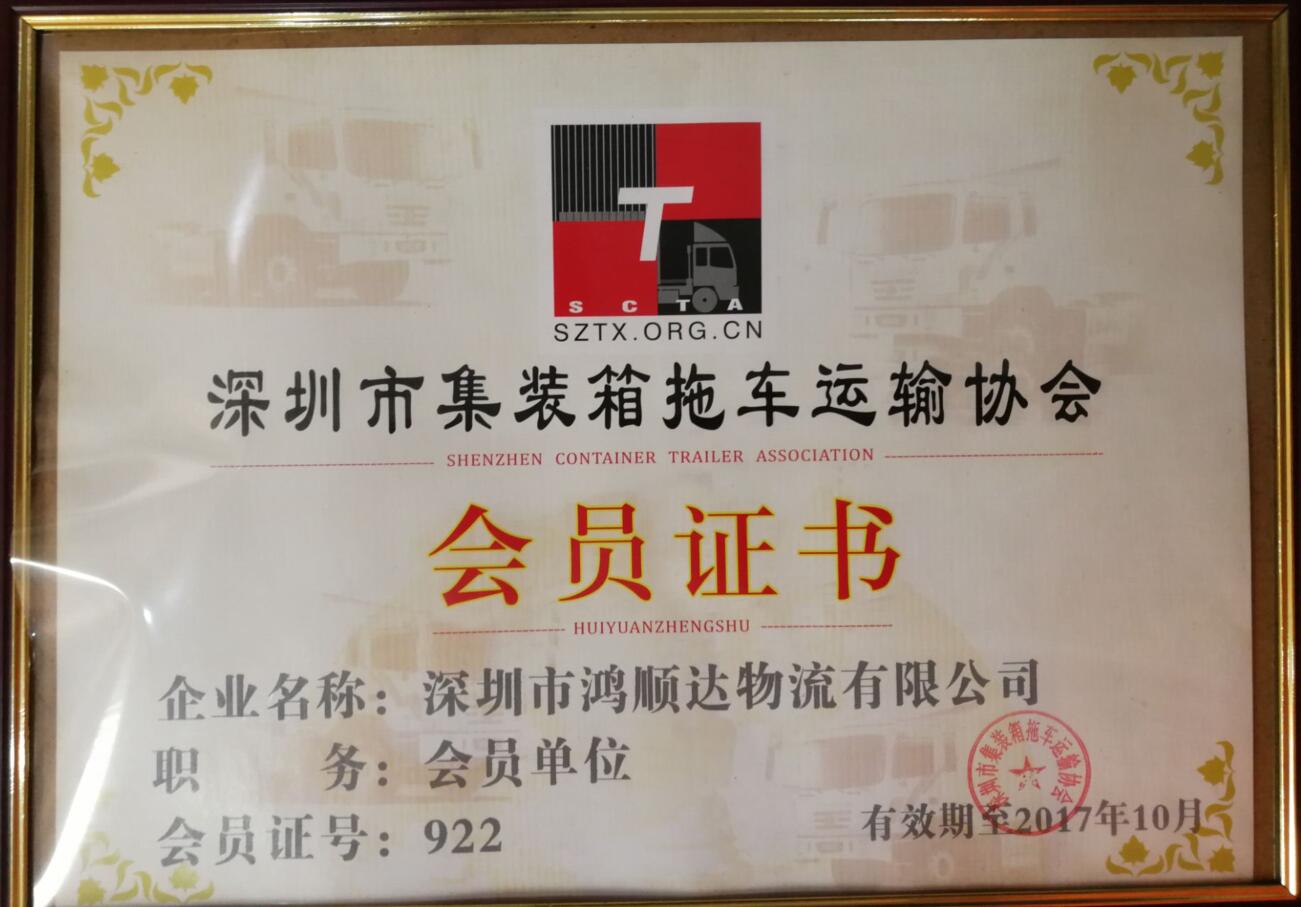 T
SCTA
SZTX.ORG.CN
深圳市集装箱拖车运输协会
SHENZHEN CONTAINER TRAILER ASSOCIATION
会员证书
HUIYUANZHENGSHU
企业名称：深圳市鸿顺达物流有限公司
职 务：会员单位
会员证号：922
深圳市集装箱拖车运输协会
有效期至2017年10月